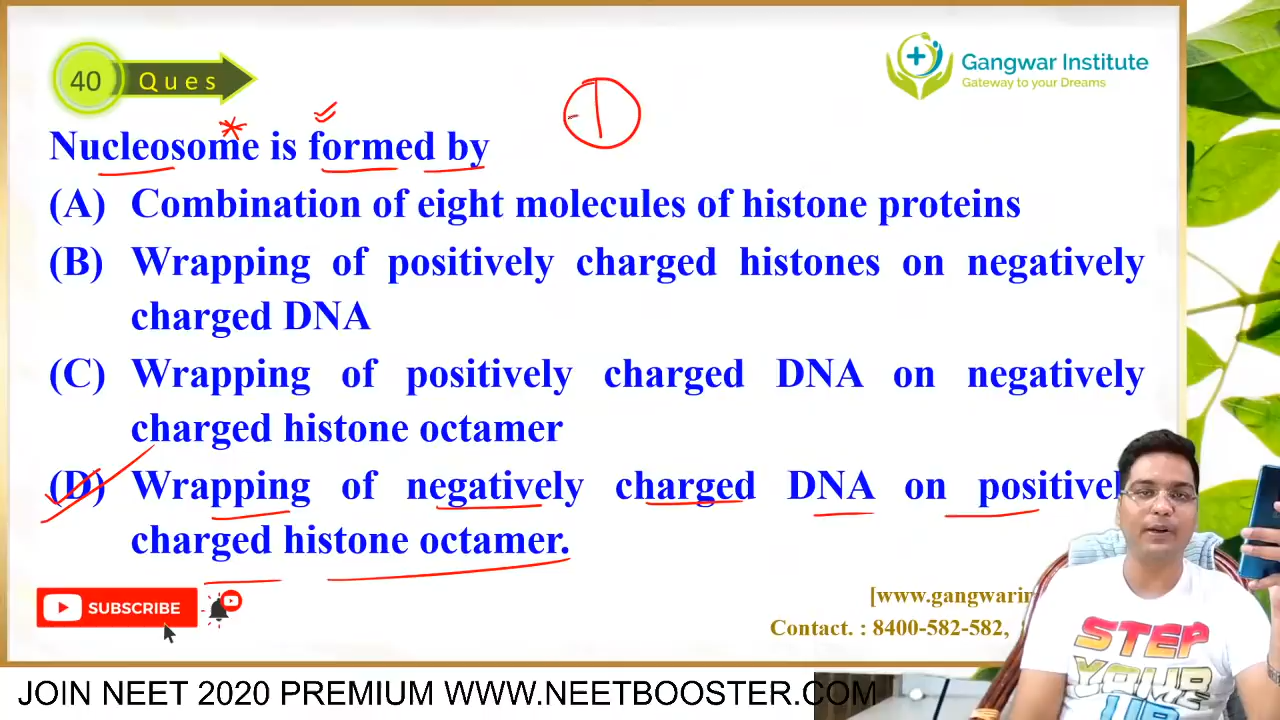 40 Ques
Gangwar Institute
Gateway to your Dreams
Nucleosome is formed by
(A) Combination of eight molecules of histone proteins
(B) Wrapping of positively charged histones on negatively
charged DNA
(C) Wrapping of positively charged DNA on negatively
charged histone octamer
(D) Wrapping of negatively charged DNA on positivel
charged histone octamer.
SUBSCRIBE
[www.gangwarin
Contact. : 8400-582-582,
STEP
YOUR
UP
JOIN NEET 2020 PREMIUM WWW.NEETBOOSTER.COM